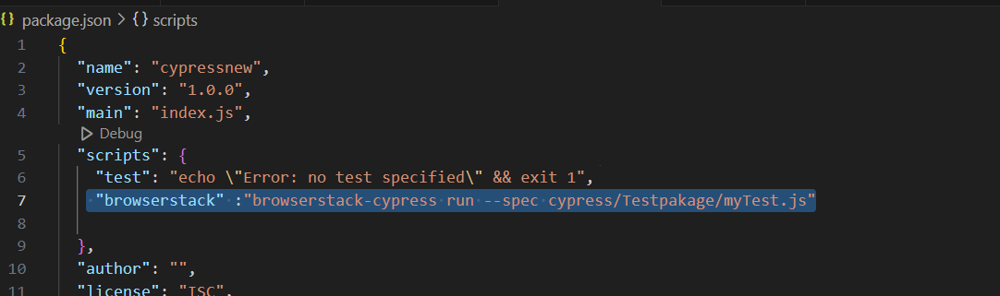 {} package.json > {} scripts
1 {
2 "name": "cypressnew",
3 "version": "1.0.0",
4 "main": "index.js",
Debug
5 "scripts": {
6 "test": "echo \"Error: no test specified\" && exit 1",
7 "browserstack" :"browserstack-cypress run --spec cypress/Testpakage/myTest.js"
8
9 },
10 "author": "",
11 "license": "ISC",